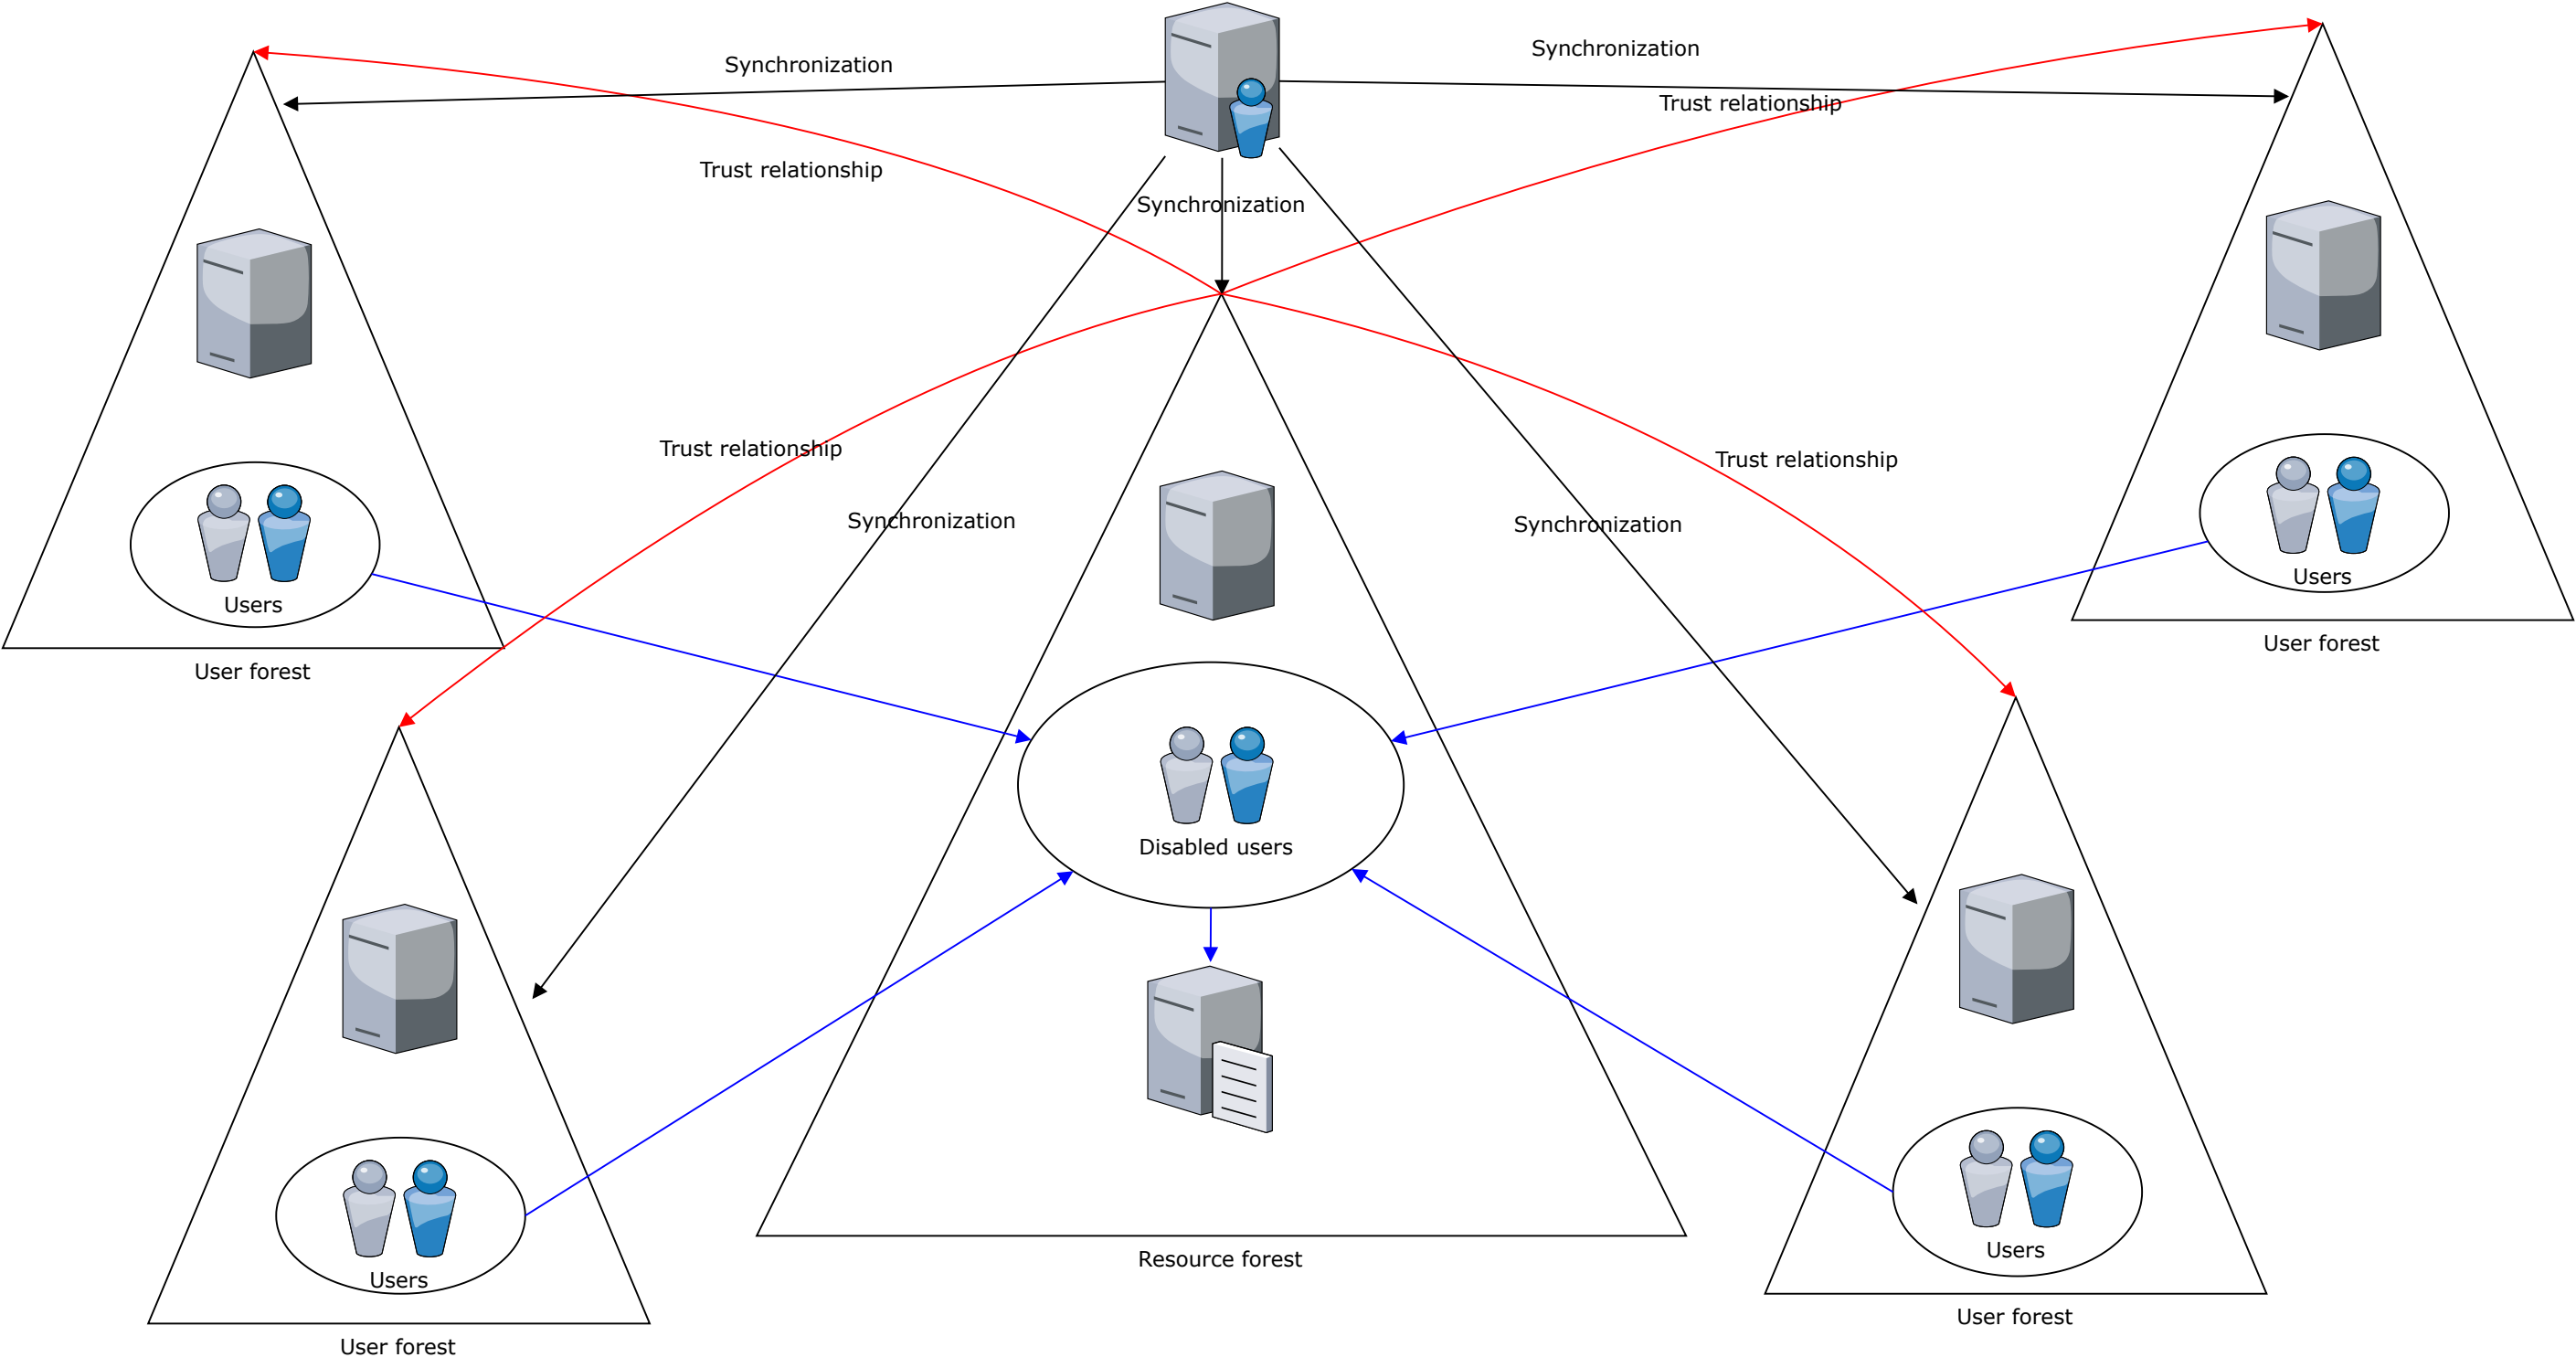 Synchronization
Synchronization
Trust relationship
Trust relationship
Synchronization
Trust relationship
Trust relationship
Synchronization
Synchronization
Users
Users
User forest
User forest
Disabled users
Users
Users
Resource forest
User forest
User forest